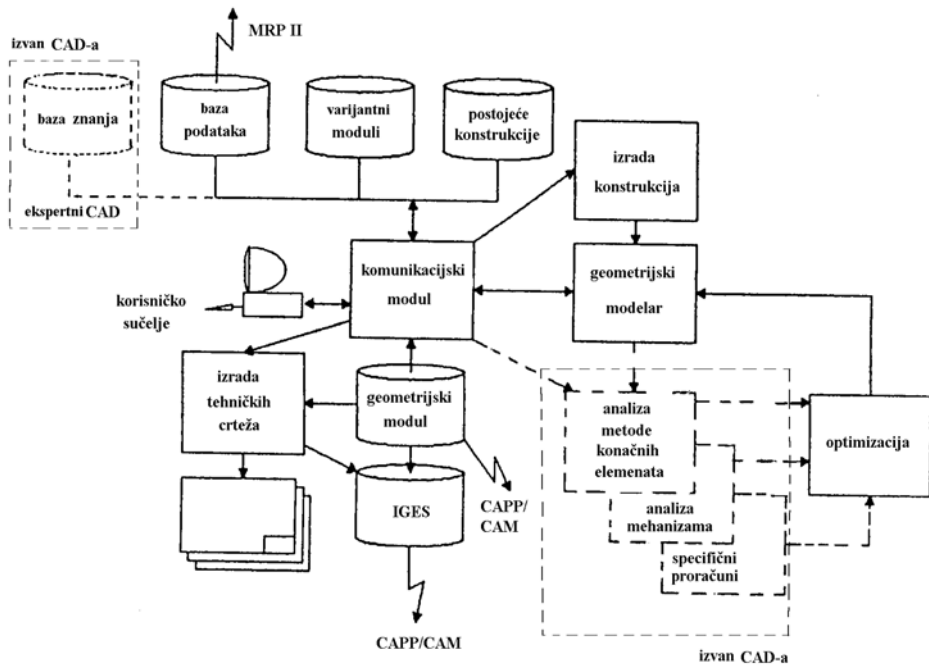 MRP II
izvan CAD-a
baza znanja
ekspertni CAD
baza
podataka
varijantni
moduli
postojeće
konstrukcije
izrada
konstrukcija
komunikacijski
modul
geometrijski
modelar
korisničko
sučelje
izrada
tehničkih
crteža
geometrijski
modul
IGES
CAPP/
CAM
CAPP/CAM
analiza
metode
konačnih
elemenata
analiza
mehanizama
specifični
proračuni
optimizacija
izvan CAD-a